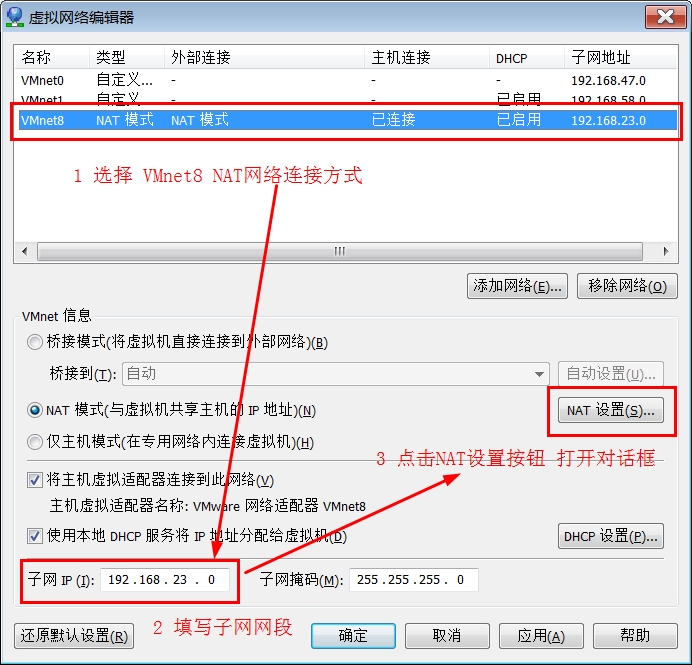 虚拟网络编辑器
名称 类型 外部连接 主机连接 DHCP 子网地址
VMnet0 自定义... - - - 192.168.47.0
VMnet1 自定义 - - 已启用 192.168.58.0
VMnet8 NAT 模式 NAT 模式 已连接 已启用 192.168.23.0
1 选择 VMnet8 NAT网络连接方式
添加网络(E)... 移除网络(O)
VMnet 信息
桥接模式(将虚拟机直接连接到外部网络)(B)
桥接到(T): 自动 自动设置(U)...
NAT 模式(与虚拟机共享主机的 IP 地址)(N) NAT 设置(S)...
仅主机模式(在专用网络内连接虚拟机)(H)
3 点击NAT设置按钮 打开对话框
将主机虚拟适配器连接到此网络(V)
主机虚拟适配器名称: VMware 网络适配器 VMnet8
使用本地 DHCP 服务将 IP 地址分配给虚拟机(D) DHCP 设置(P)...
子网 IP (I): 192.168. 23 . 0 子网掩码(M): 255.255.255. 0
2 填写子网网段
还原默认设置(R) 确定 取消 应用(A) 帮助